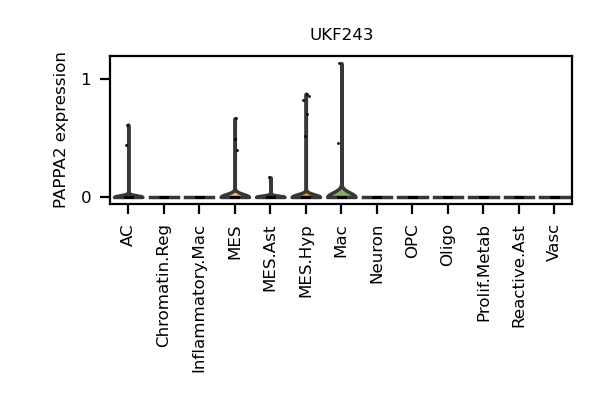 UKF243
PAPPA2 expression
1
0
AC
Chromatin.Reg
Inflammatory.Mac
MES
MES.Ast
MES.Hyp
Mac
Neuron
OPC
Oligo
Prolif.Metab
Reactive.Ast
Vasc